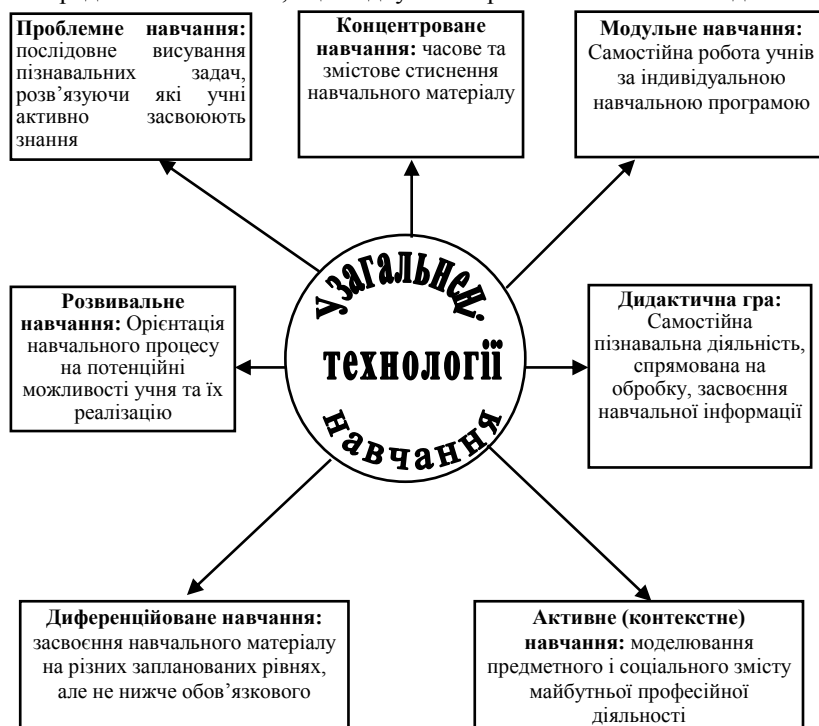 Проблемне навчання:
послідовне висування
пізнавальних задач,
розв’язуючи які учні
активно засвоюють
знання
Концентроване
навчання: часове та
змістове стиснення
навчального матеріалу
Модульне навчання:
Самостійна робота учнів
за індивідуальною
навчальною програмою
Розвивальне
навчання: Орієнтація
навчального процесу
на потенційні
можливості учня та їх
реалізацію
узагальнен.
технології
навчання
Дидактична гра:
Самостійна
пізнавальна діяльність,
спрямована на
обробку, засвоєння
навчальної інформації
Диференційоване навчання:
засвоєння навчального матеріалу
на різних запланованих рівнях,
але не нижче обов’язкового
Активне (контекстне)
навчання: моделювання
предметного і соціального змісту
майбутньої професійної
діяльності